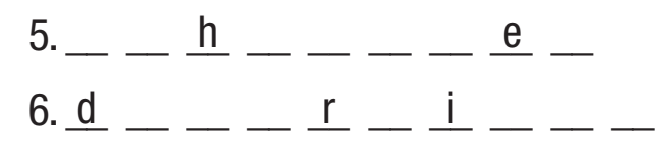 5. __ __ h __ __ __ __ e __
6. d __ __ __ r __ i __ __ __